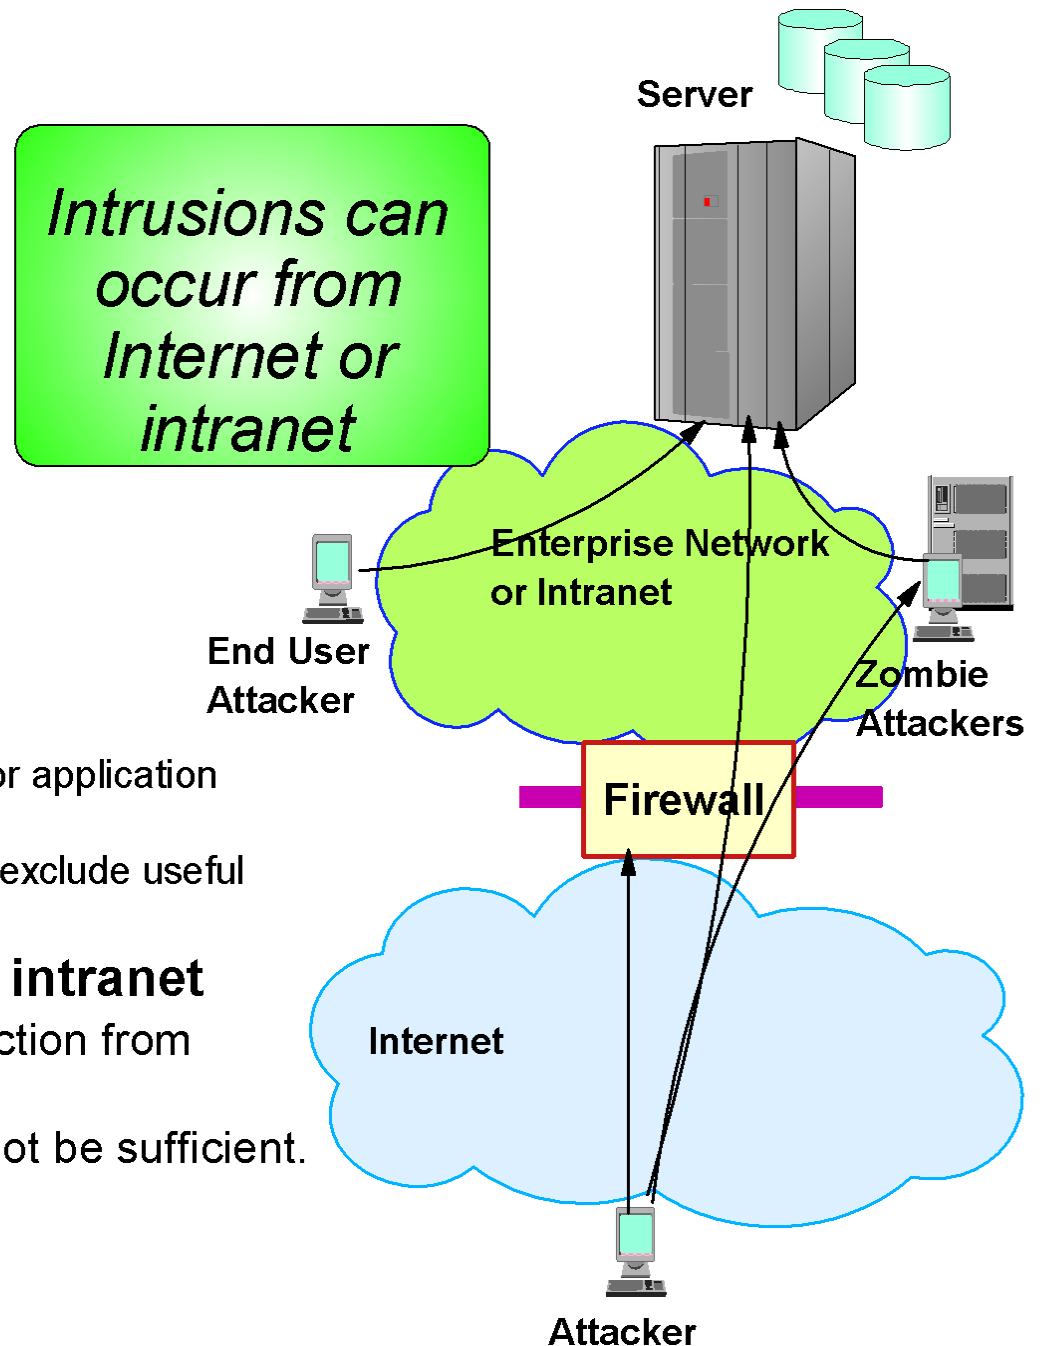 Server
Intrusions can
occur from
Internet or
intranet
Enterprise Network
or Intranet
End User
Attacker
Zombie
Attackers
or application
Firewall
exclude useful
intranet
ction from
Internet
ot be sufficient.
Attacker